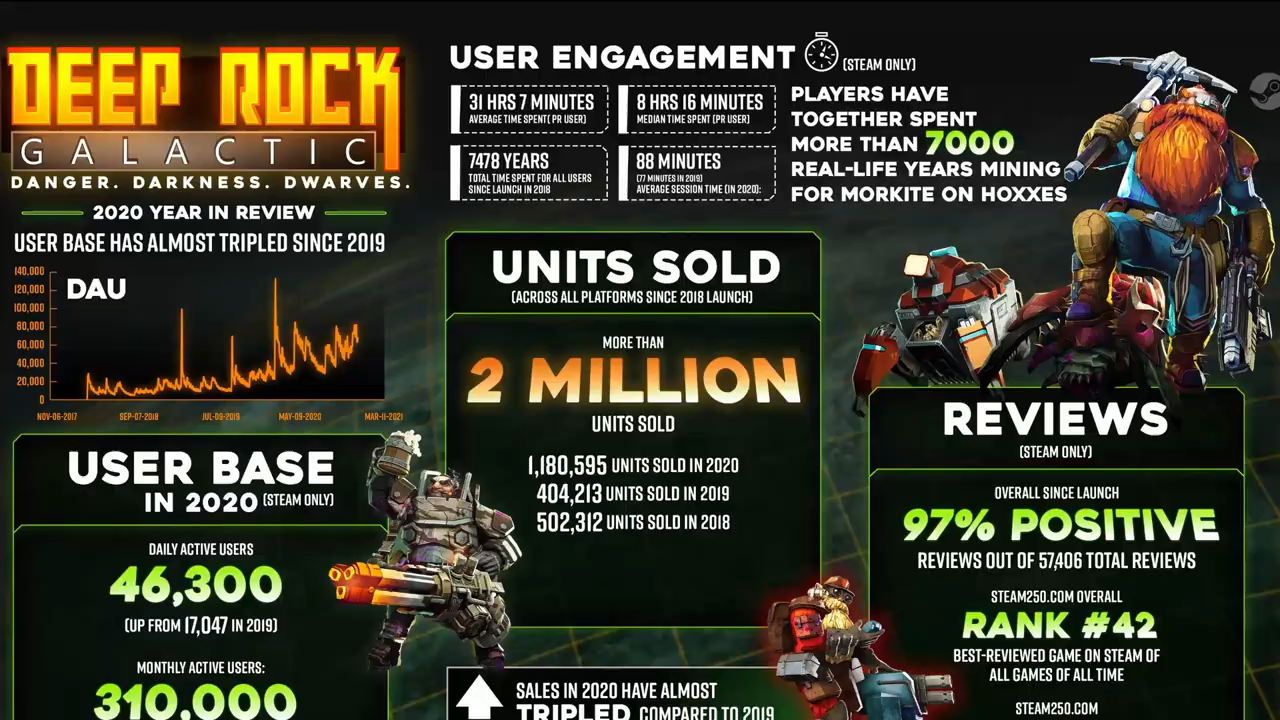 DEEP ROCK
GALACTIC
DANGER. DARKNESS. DWARVES.
2020 YEAR IN REVIEW
USER BASE HAS ALMOST TRIPLED SINCE 2019
DAU
140,000
120,000
100,000
80,000
60,000
40,000
20,000
0
NOV-06-2017 SEP-07-2018 JUL-09-2019 MAY-09-2020 MAR-11-2021
USER BASE
IN 2020 (STEAM ONLY)
DAILY ACTIVE USERS
46,300
(UP FROM 17,047 IN 2019)
MONTHLY ACTIVE USERS:
310,000
USER ENGAGEMENT (STEAM ONLY)
31 HRS 7 MINUTES
AVERAGE TIME SPENT( PR USER)
8 HRS 16 MINUTES
MEDIAN TIME SPENT (PR USER)
7478 YEARS
TOTAL TIME SPENT FOR ALL USERS
SINCE LAUNCH IN 2018
88 MINUTES
(77 MINUTES IN 2019)
AVERAGE SESSION TIME (IN 2020):
PLAYERS HAVE
TOGETHER SPENT
MORE THAN 7000
REAL-LIFE YEARS MINING
FOR MORKITE ON HOXXES
UNITS SOLD
(ACROSS ALL PLATFORMS SINCE 2018 LAUNCH)
MORE THAN
2 MILLION
UNITS SOLD
1,180,595 UNITS SOLD IN 2020
404,213 UNITS SOLD IN 2019
502,312 UNITS SOLD IN 2018
SALES IN 2020 HAVE ALMOST
TRIPLED COMPARED TO 2019
REVIEWS
(STEAM ONLY)
OVERALL SINCE LAUNCH
97% POSITIVE
REVIEWS OUT OF 57,406 TOTAL REVIEWS
STEAM250.COM OVERALL
RANK #42
BEST-REVIEWED GAME ON STEAM OF
ALL GAMES OF ALL TIME
STEAM250.COM